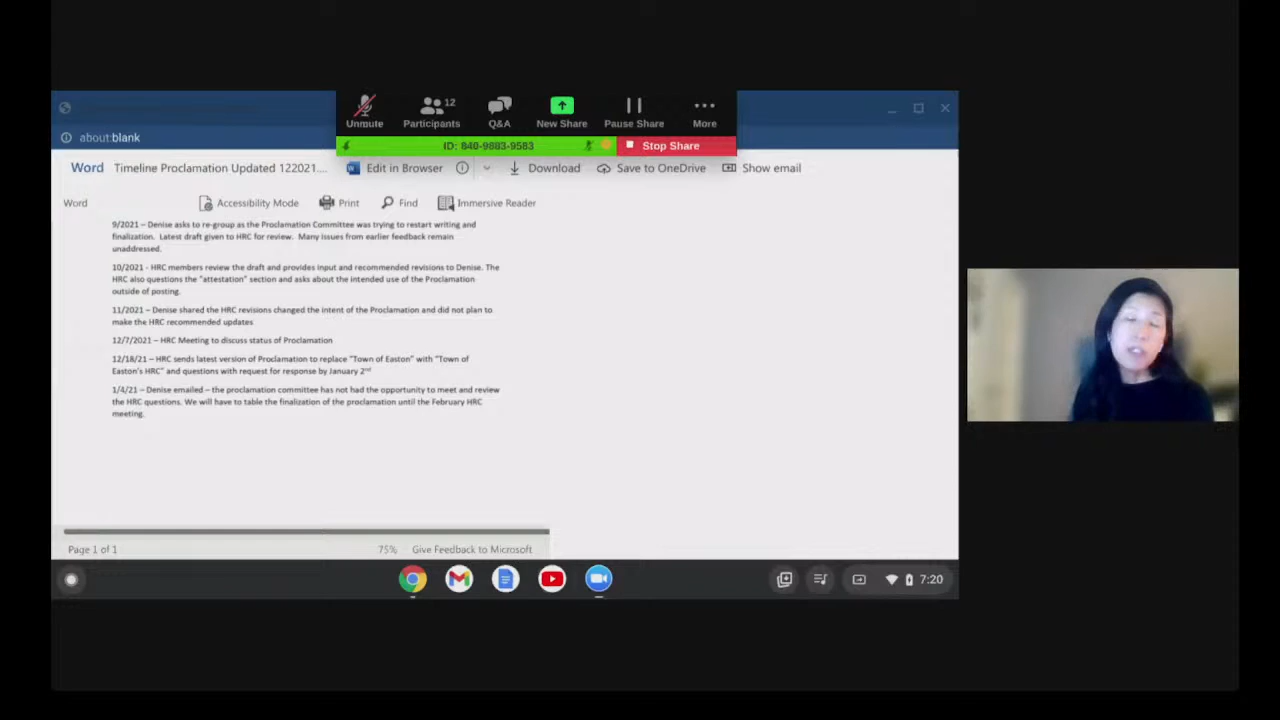 Unmute
Participants
12
Q&A
New Share
Pause Share
More
ID: 840-9883-9583
Stop Share
about:blank
Word
Timeline Proclamation Updated 122021...
Edit in Browser
Download
Save to OneDrive
Show email
Word
Accessibility Mode
Print
Find
Immersive Reader
9/2021 – Denise asks to re-group as the Proclamation Committee was trying to restart writing and
finalization. Latest draft given to HRC for review. Many issues from earlier feedback remain
unaddressed.
10/2021 - HRC members review the draft and provides input and recommended revisions to Denise. The
HRC also questions the "attestation" section and asks about the intended use of the Proclamation
outside of posting.
11/2021 – Denise shared the HRC revisions changed the intent of the Proclamation and did not plan to
make the HRC recommended updates
12/7/2021 – HRC Meeting to discuss status of Proclamation
12/18/21 – HRC sends latest version of Proclamation to replace "Town of Easton" with "Town of
Easton's HRC" and questions with request for response by January 2nd
1/4/21 – Denise emailed – the proclamation committee has not had the opportunity to meet and review
the HRC questions. We will have to table the finalization of the proclamation until the February HRC
meeting.
Page 1 of 1
75%
Give Feedback to Microsoft
7:20